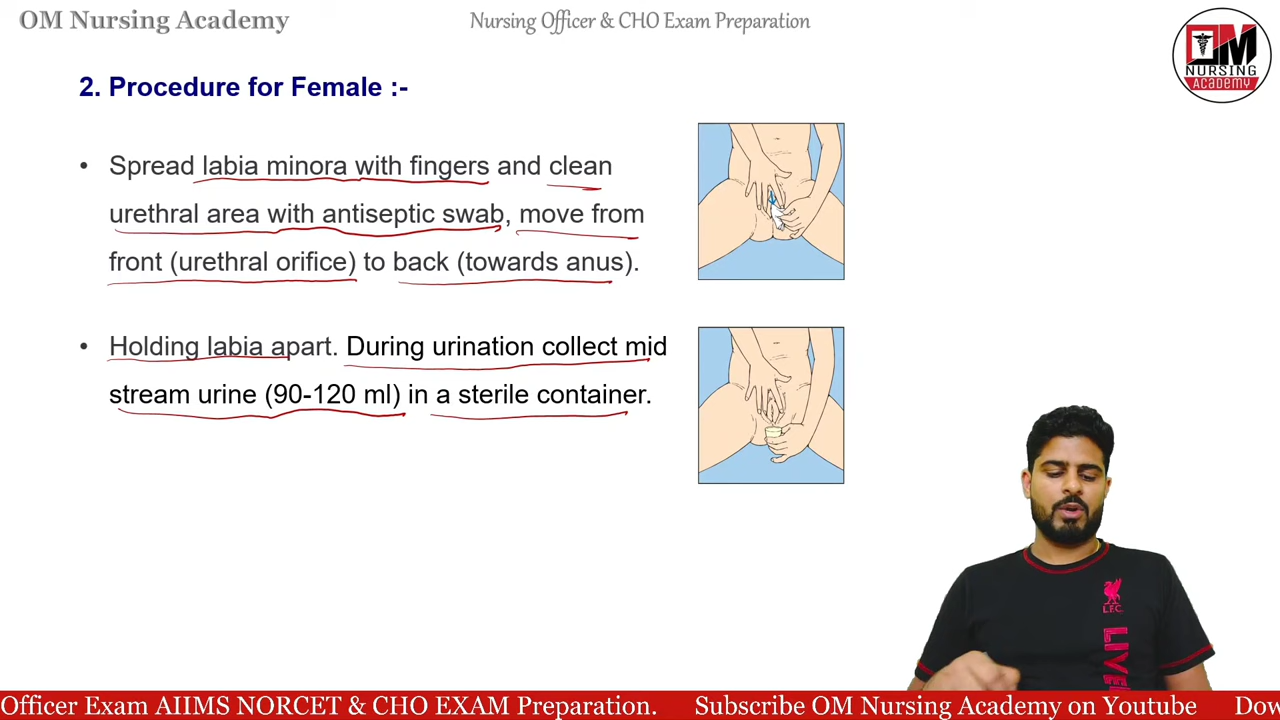 OM Nursing Academy
Nursing Officer & CHO Exam Preparation
OM
NURSING
ACADEMY
2. Procedure for Female :-
• Spread labia minora with fingers and clean
urethral area with antiseptic swab, move from
front (urethral orifice) to back (towards anus).
• Holding labia apart. During urination collect mid
stream urine (90-120 ml) in a sterile container.
L.F.C.
LIVE
Officer Exam AIIMS NORCET & CHO EXAM Preparation. Subscribe OM Nursing Academy on Youtube Dow